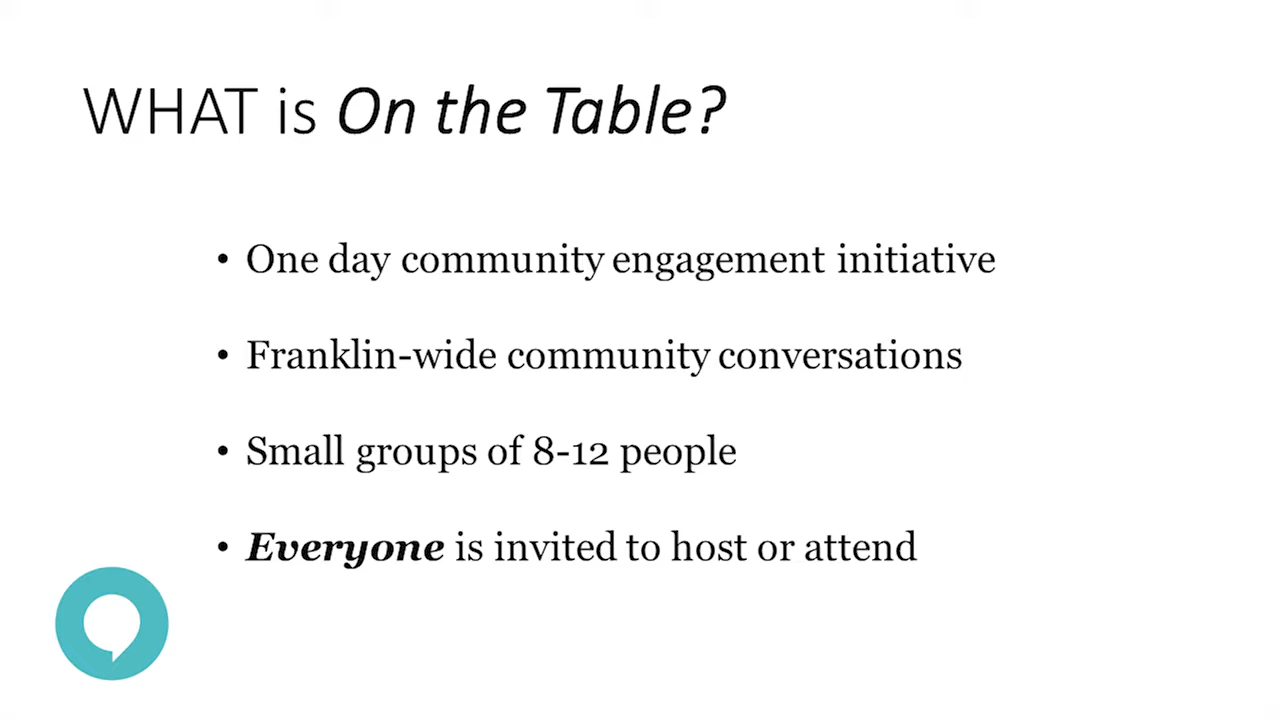 WHAT is On the Table?
• One day community engagement initiative
• Franklin-wide community conversations
• Small groups of 8-12 people
• Everyone is invited to host or attend